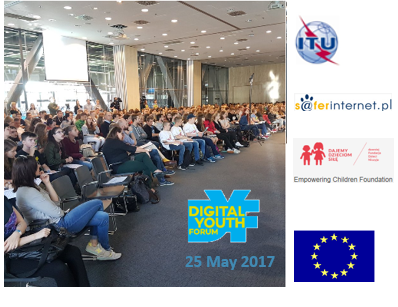 DIGITAL
YOUTH
FORUM
25 May 2017
ITU
s@ferinternet.pl
DAJEMY
DZIECIOM
SIŁĘ
Empowering Children Foundation